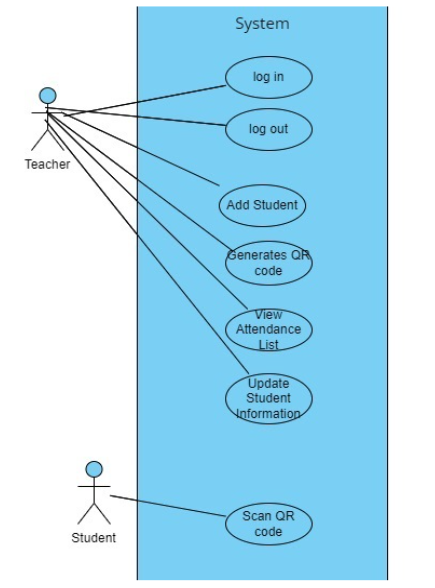 System
log in
log out
Teacher
Add Student
Generates QR
code
View
Attendance
List
Update
Student
Information
Student
Scan QR
code